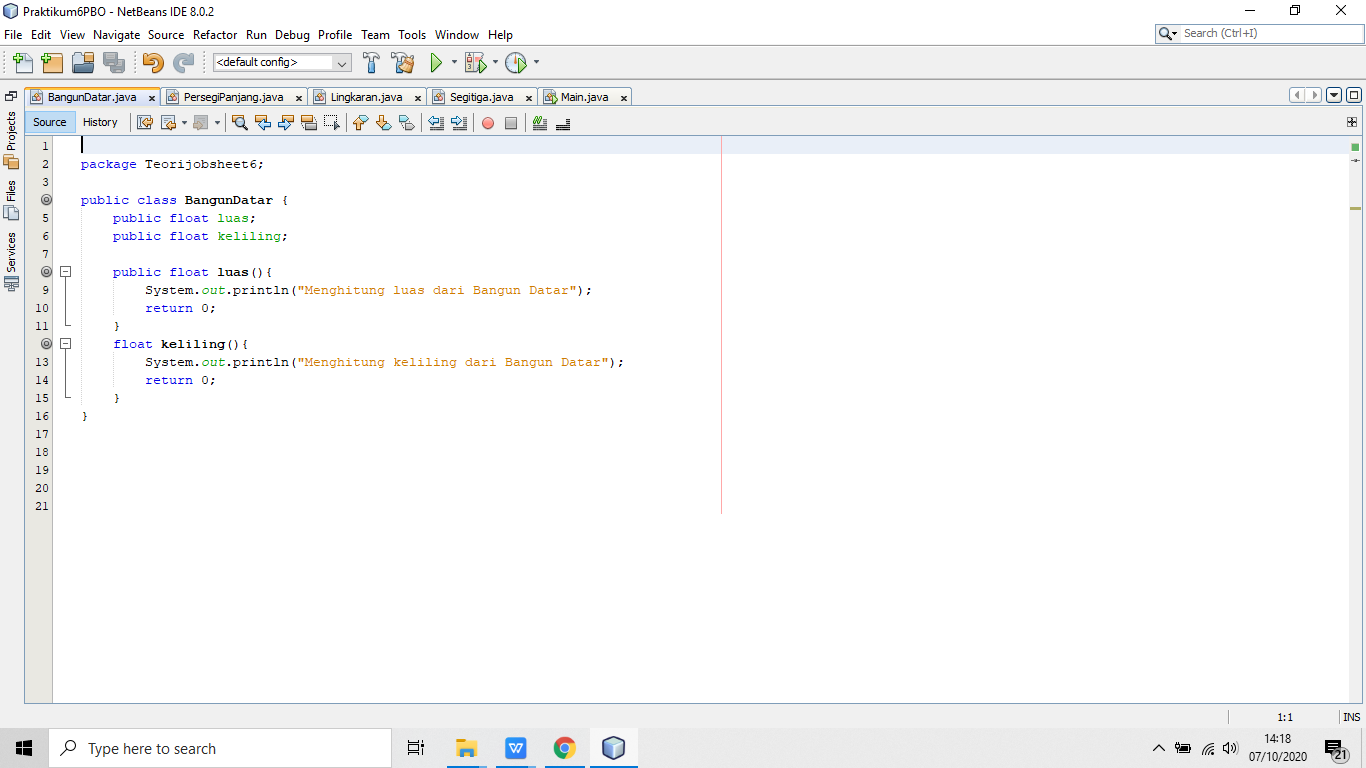 Praktikum6PBO - NetBeans IDE 8.0.2
File Edit View Navigate Source Refactor Run Debug Profile Team Tools Window Help
Search (Ctrl+I)
<default config>
BangunDatar.java PersegiPanjang.java Lingkaran.java Segitiga.java Main.java
Source History
Projects
Files
Services
1
2 package Teorijobsheet6;
3
public class BangunDatar {
5 public float luas;
6 public float keliling;
7
public float luas(){
9 System.out.println("Menghitung luas dari Bangun Datar");
10 return 0;
11 }
float keliling(){
13 System.out.println("Menghitung keliling dari Bangun Datar");
14 return 0;
15 }
16 }
17
18
19
20
21
1:1 INS
Type here to search
14:18
07/10/2020
21